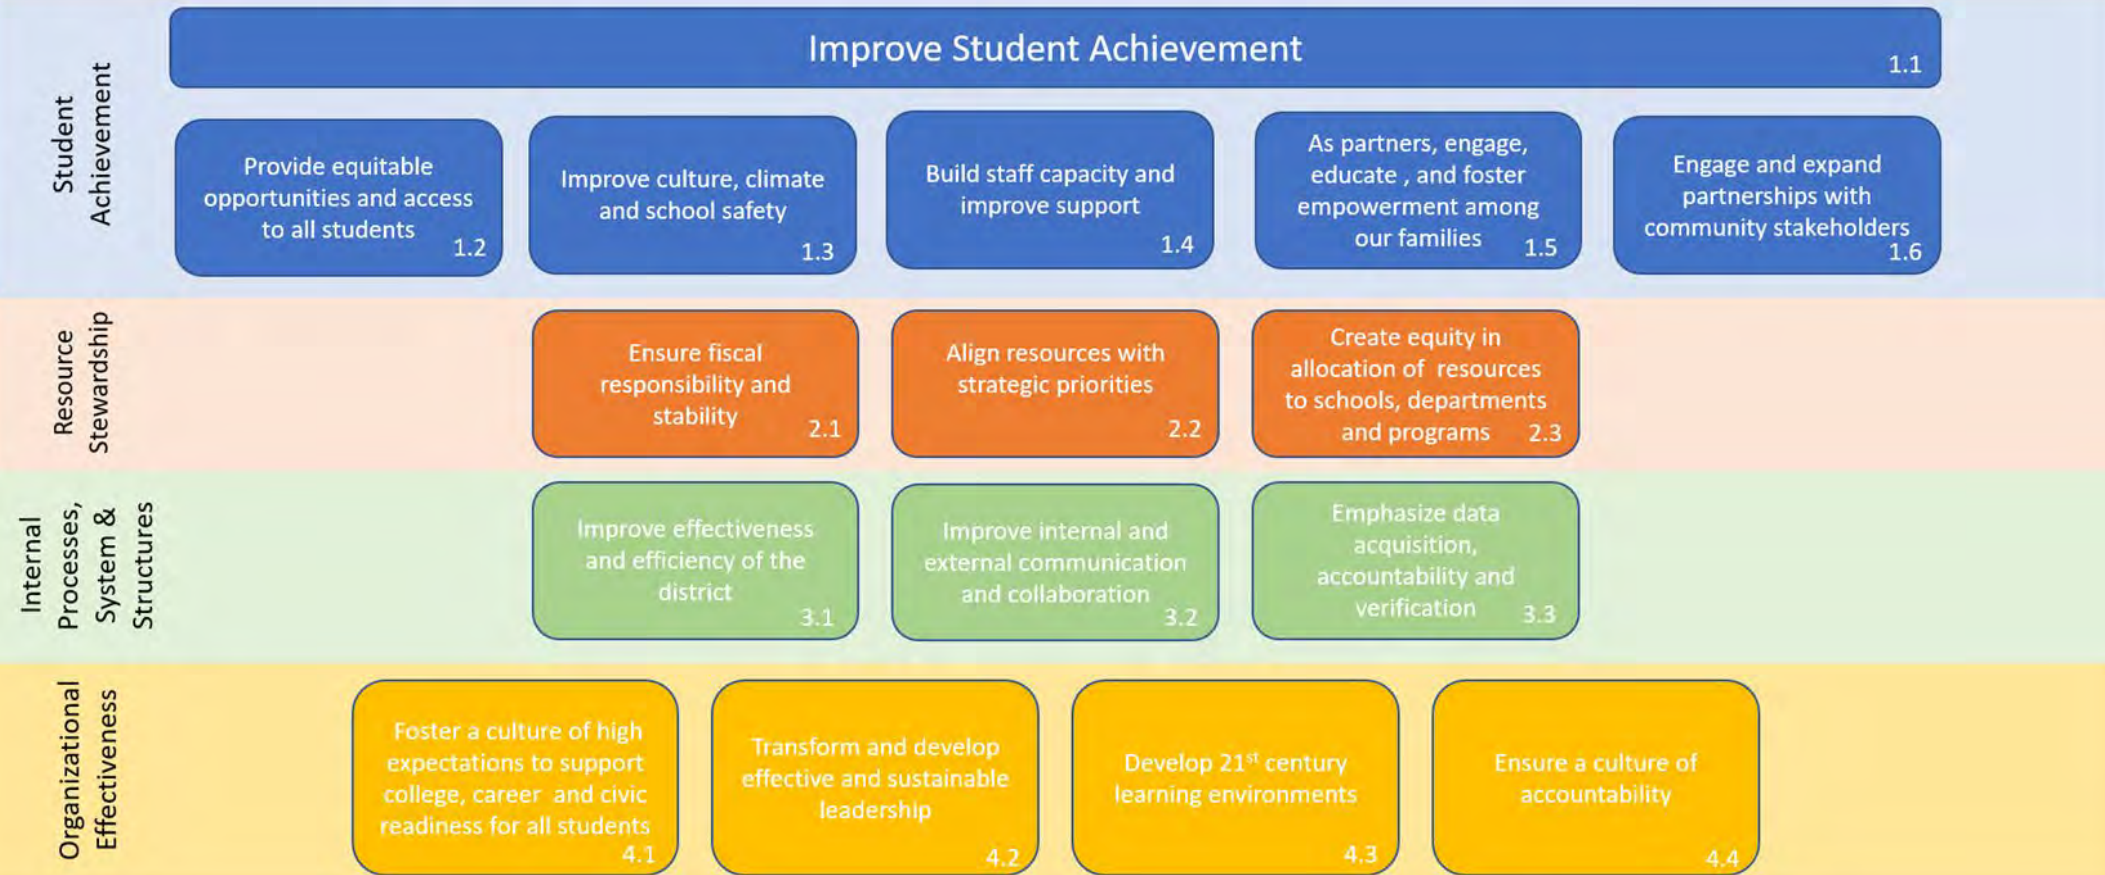 Student
Achievement
Improve Student Achievement
1.1
Provide equitable
opportunities and access
to all students
1.2
Improve culture, climate
and school safety
1.3
Build staff capacity and
improve support
1.4
As partners, engage,
educate , and foster
empowerment among
our families
1.5
Engage and expand
partnerships with
community stakeholders
1.6
Resource
Stewardship
Ensure fiscal
responsibility and
stability
2.1
Align resources with
strategic priorities
2.2
Create equity in
allocation of resources
to schools, departments
and programs
2.3
Internal
Processes,
System &
Structures
Improve effectiveness
and efficiency of the
district
3.1
Improve internal and
external communication
and collaboration
3.2
Emphasize data
acquisition,
accountability and
verification
3.3
Organizational
Effectiveness
Foster a culture of high
expectations to support
college, career and civic
readiness for all students
4.1
Transform and develop
effective and sustainable
leadership
4.2
Develop 21st century
learning environments
4.3
Ensure a culture of
accountability
4.4